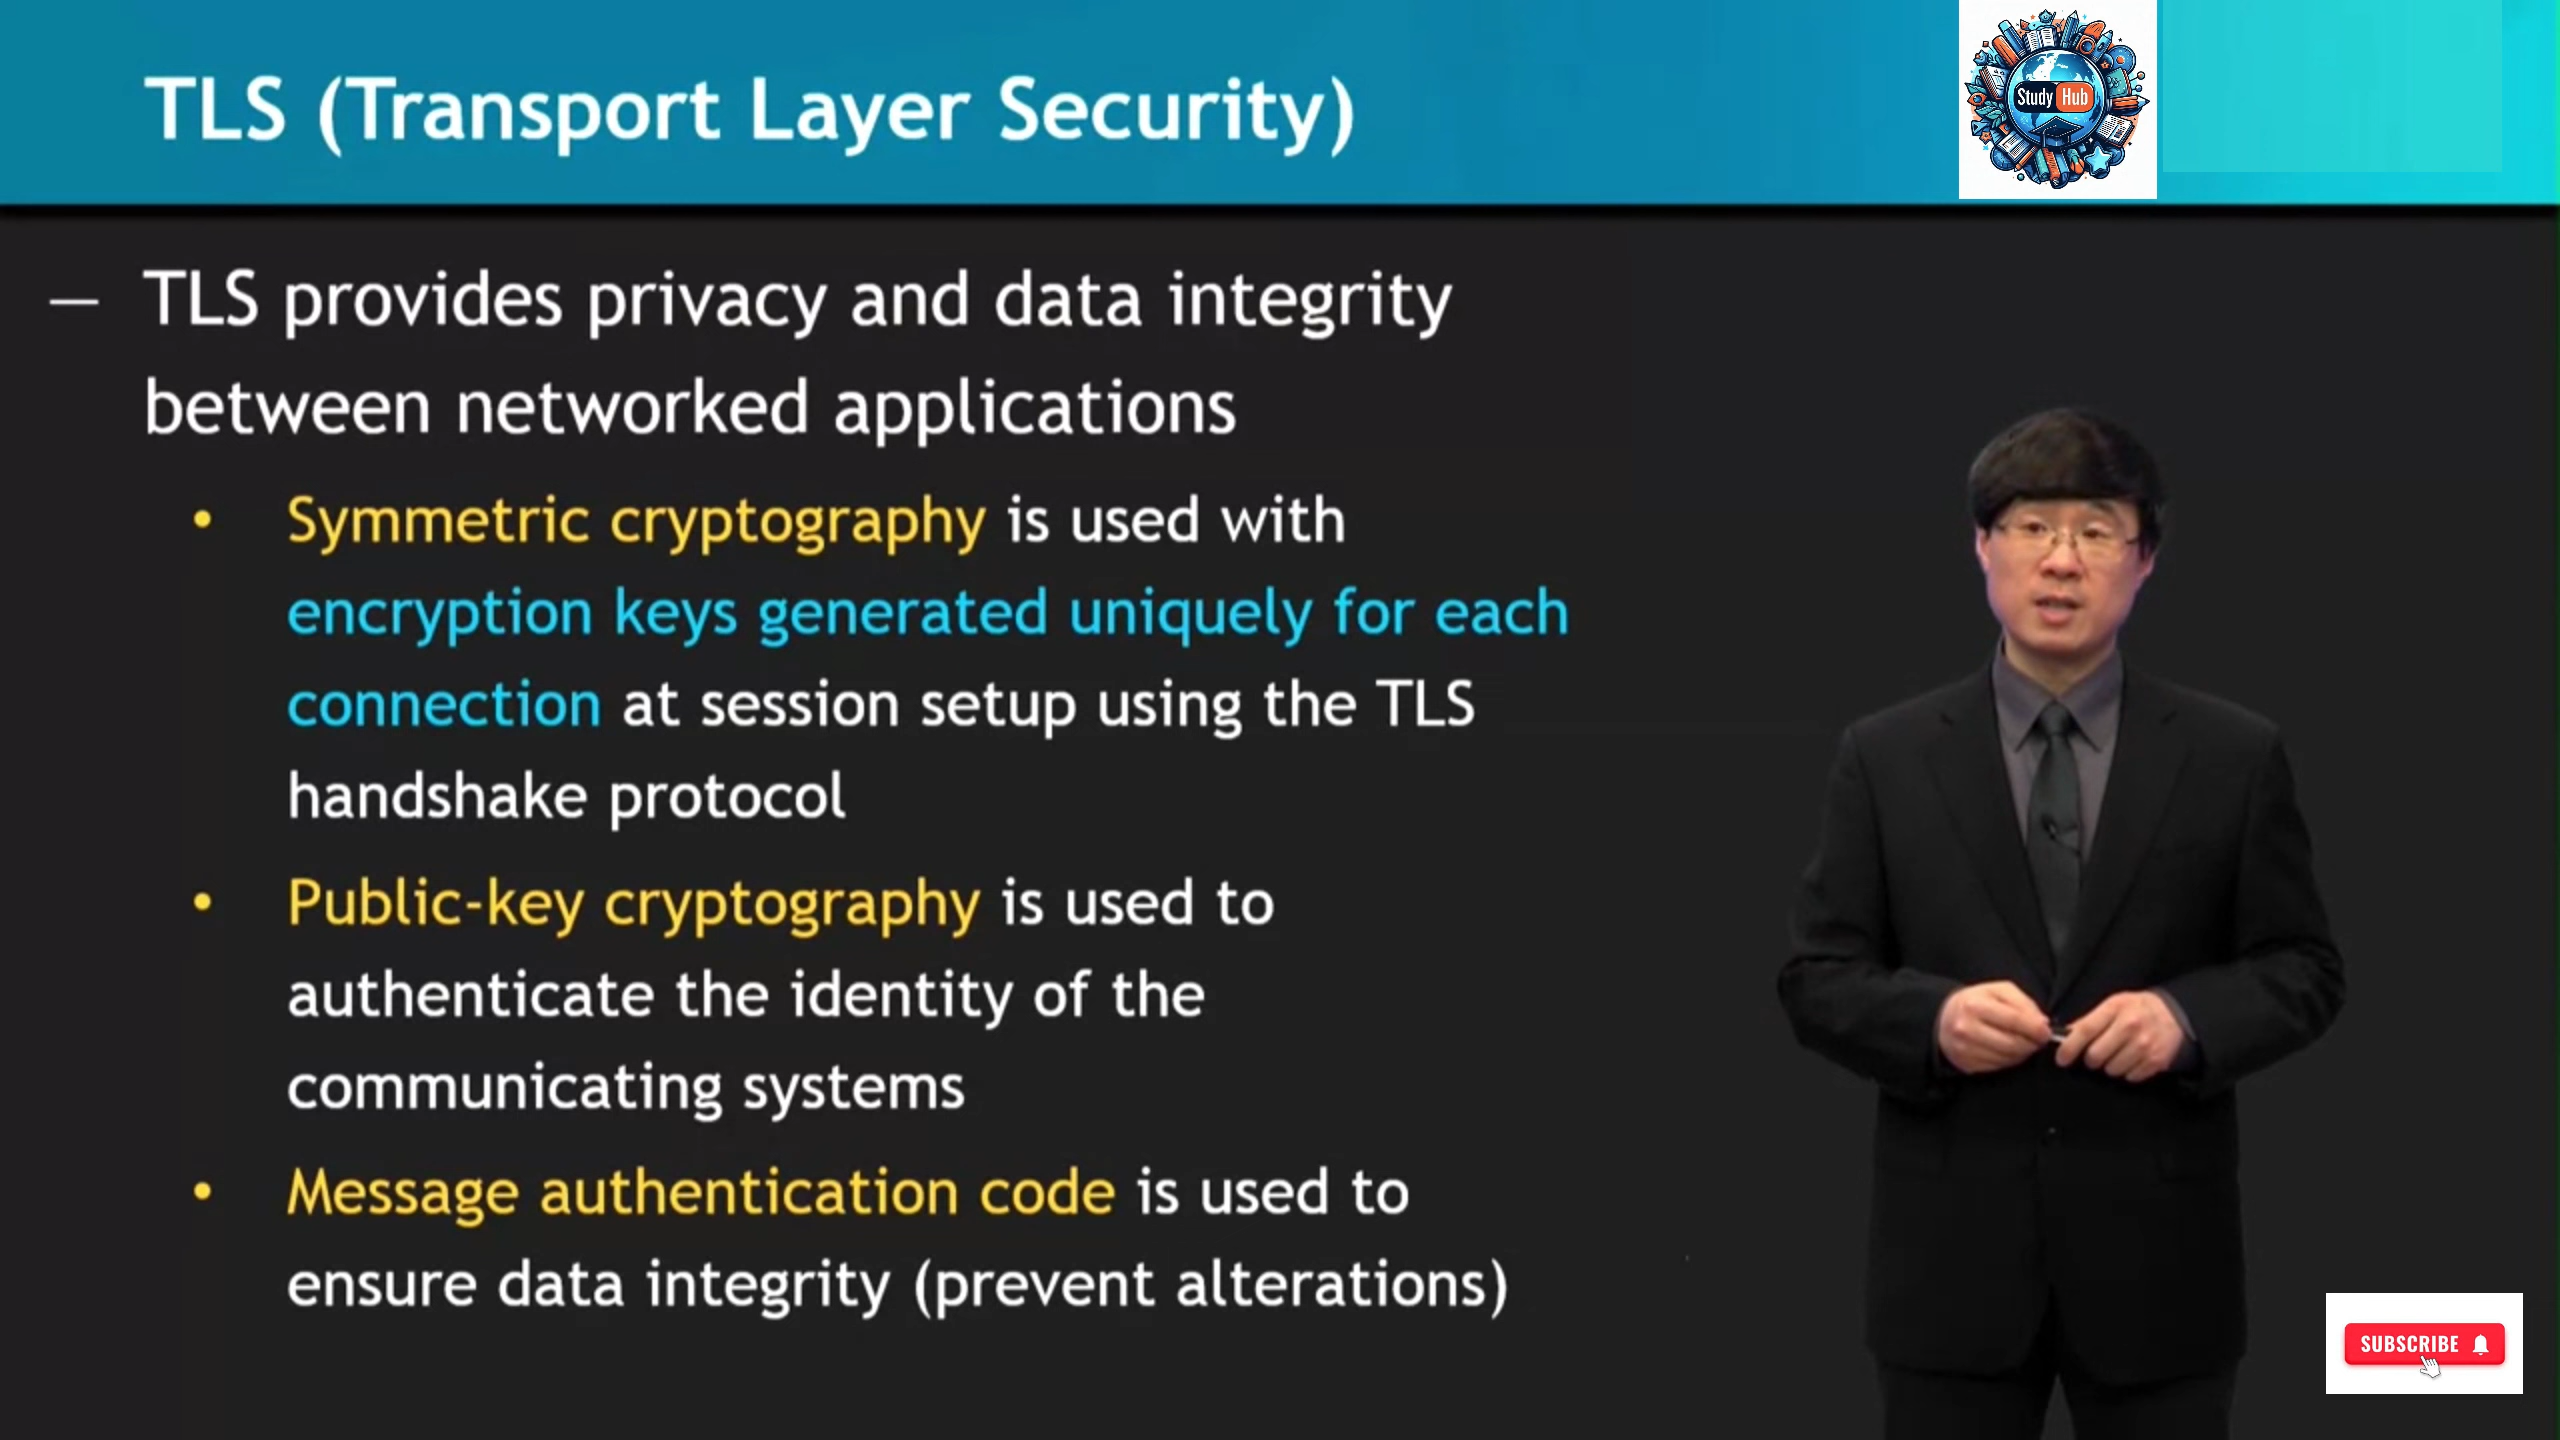 TLS (Transport Layer Security)
Study Hub
— TLS provides privacy and data integrity
between networked applications
• Symmetric cryptography is used with
encryption keys generated uniquely for each
connection at session setup using the TLS
handshake protocol
• Public-key cryptography is used to
authenticate the identity of the
communicating systems
• Message authentication code is used to
ensure data integrity (prevent alterations)
SUBSCRIBE